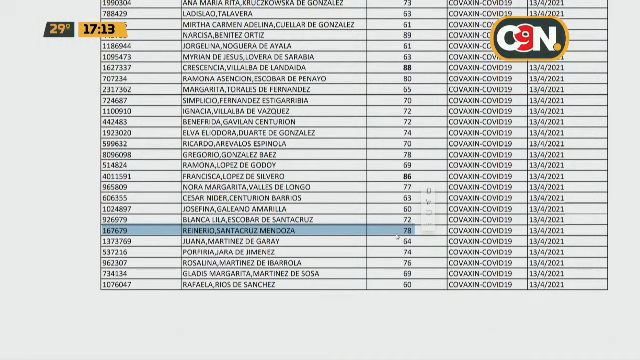 29° 17:13
C9N
1990304 ANA MARIA RITA,KRUCZKOWSKA DE GONZALEZ 73 COVAXIN-COVID19 13/4/2021
788429 LADISLAO,TALAVERA 63 COVAXIN-COVID19 13/4/2021
MIRTHA CARMEN ADELINA,CUELLAR DE GONZALEZ 61 COVAXIN-COVID19 13/4/2021
NARCISA,BENITEZ ORTIZ 89 COVAXIN-COVID19 13/4/2021
1186944 JORGELINA,NOGUERA DE AYALA 61 COVAXIN-COVID19 13/4/2021
1095473 MYRIAN DE JESUS,LOVERA DE SARABIA 63 COVAXIN-COVID19 13/4/2021
1627337 CRESCENCIA,VILLALBA DE LANDAIDA 88 COVAXIN-COVID19 13/4/2021
707234 RAMONA ASENCION,ESCOBAR DE PENAYO 80 COVAXIN-COVID19 13/4/2021
2317362 MARGARITA,TORALES DE FERNANDEZ 65 COVAXIN-COVID19 13/4/2021
724687 SIMPLICIO,FERNANDEZ ESTIGARRIBIA 70 COVAXIN-COVID19 13/4/2021
1100910 IGNACIA,VILLALBA DE VAZQUEZ 72 COVAXIN-COVID19 13/4/2021
442483 BENEFRIDA,GAVILAN CENTURION 72 COVAXIN-COVID19 13/4/2021
1923020 ELVA ELIODORA,DUARTE DE GONZALEZ 74 COVAXIN-COVID19 13/4/2021
599632 RICARDO,AREVALOS ESPINOLA 70 COVAXIN-COVID19 13/4/2021
8096098 GREGORIO,GONZALEZ BAEZ 78 COVAXIN-COVID19 13/4/2021
514824 RAMONA,LOPEZ DE GODOY 69 COVAXIN-COVID19 13/4/2021
4011591 FRANCISCA,LOPEZ DE SILVERO 86 COVAXIN-COVID19 13/4/2021
965809 NORA MARGARITA,VALLES DE LONGO 77 COVAXIN-COVID19 13/4/2021
606355 CESAR NIDER,CENTURION BARRIOS 63 COVAXIN-COVID19 13/4/2021
1024897 JOSEFINA,GALEANO AMARILLA 60 COVAXIN-COVID19 13/4/2021
926979 BLANCA LILA,ESCOBAR DE SANTACRUZ 72 COVAXIN-COVID19 13/4/2021
167679 REINERIO,SANTACRUZ MENDOZA 78 COVAXIN-COVID19 13/4/2021
1373769 JUANA,MARTINEZ DE GARAY 64 COVAXIN-COVID19 13/4/2021
537216 PORFIRIA,JARA DE JIMENEZ 74 COVAXIN-COVID19 13/4/2021
962307 ROSALINA,MARTINEZ DE IBARROLA 76 COVAXIN-COVID19 13/4/2021
734134 GLADIS MARGARITA,MARTINEZ DE SOSA 69 COVAXIN-COVID19 13/4/2021
1076047 RAFAELA,RIOS DE SANCHEZ 60 COVAXIN-COVID19 13/4/2021